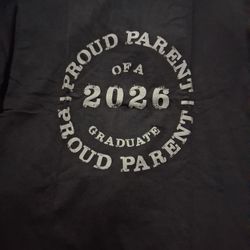 PROUD PARENT
OF A
2026
GRADUATE
! PROUD PARENT !